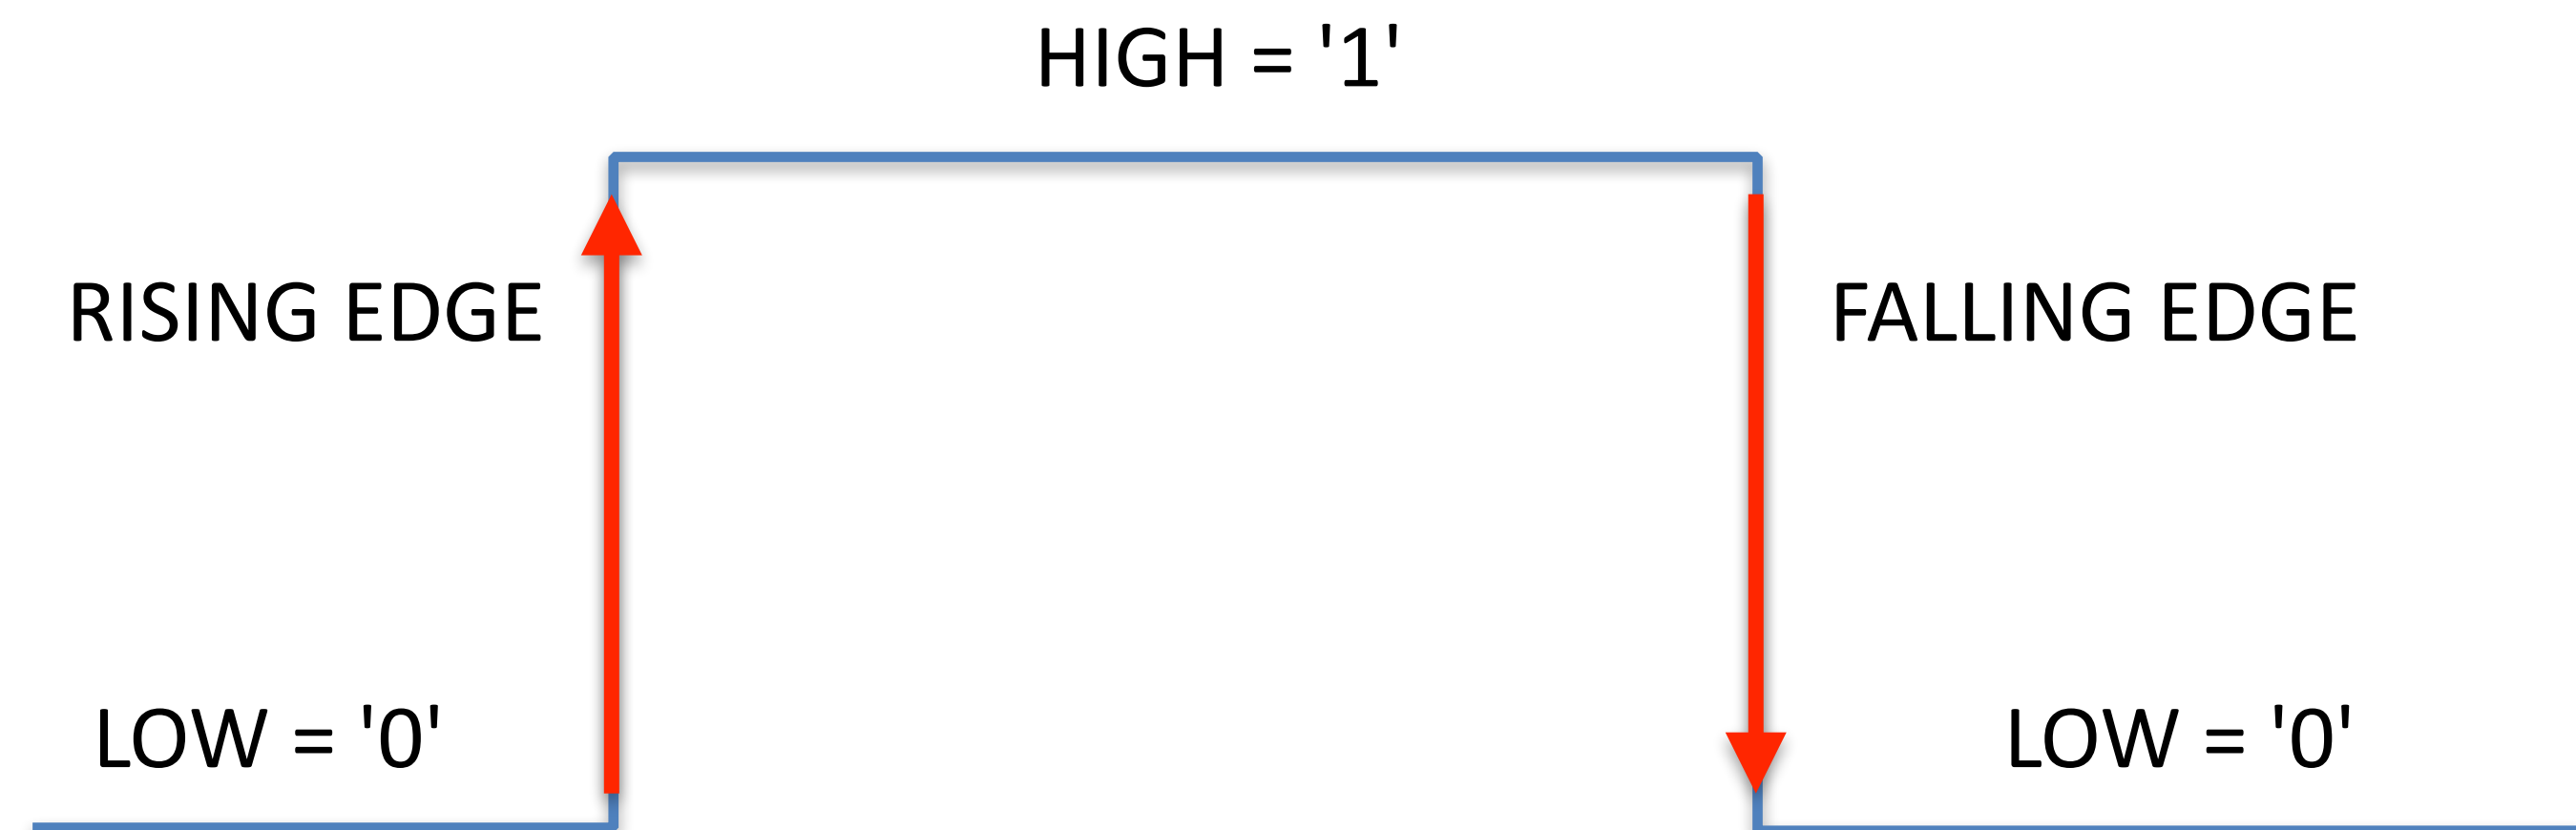 HIGH = '1'
RISING EDGE
FALLING EDGE
LOW = '0'
LOW = '0'